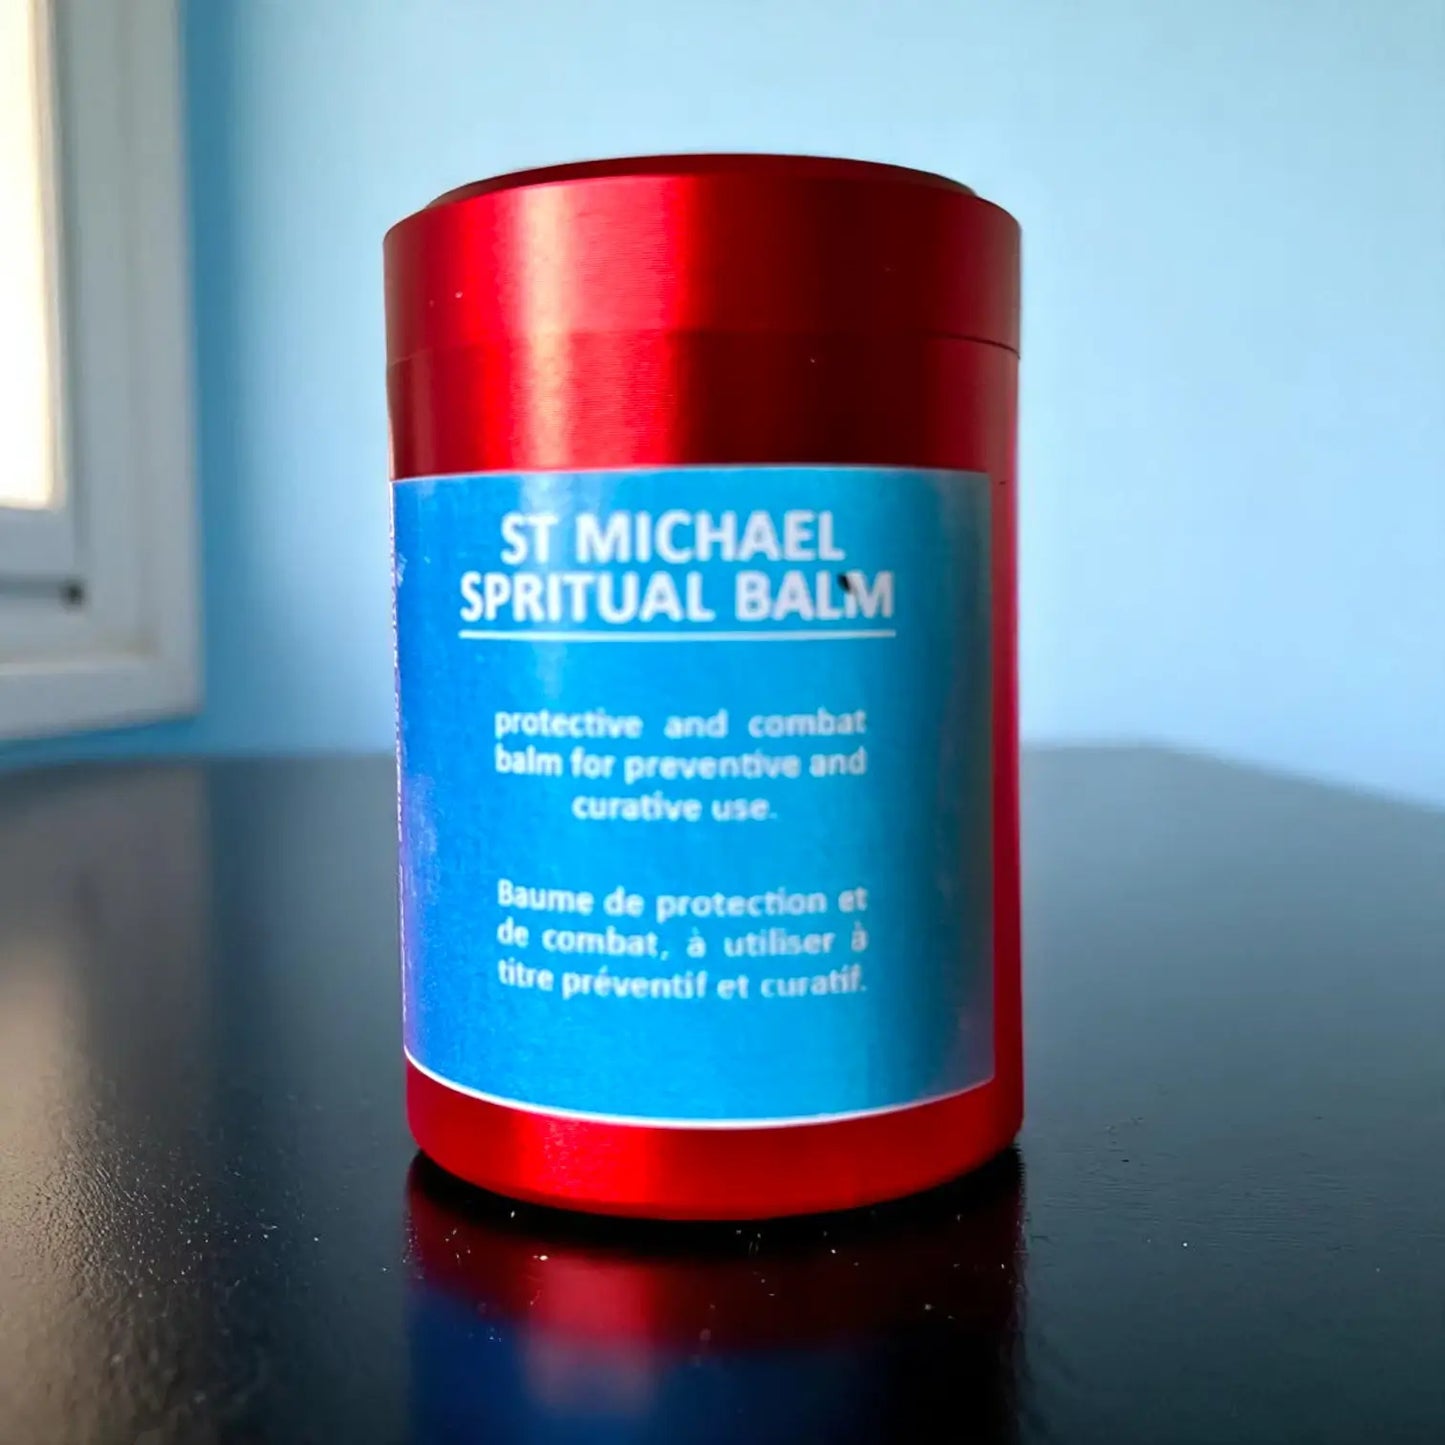 ST MICHAEL
SPRITUAL BALM
protective and combat
balm for preventive and
curative use.
Baume de protection et
de combat, à utiliser à
titre préventif et curatif.